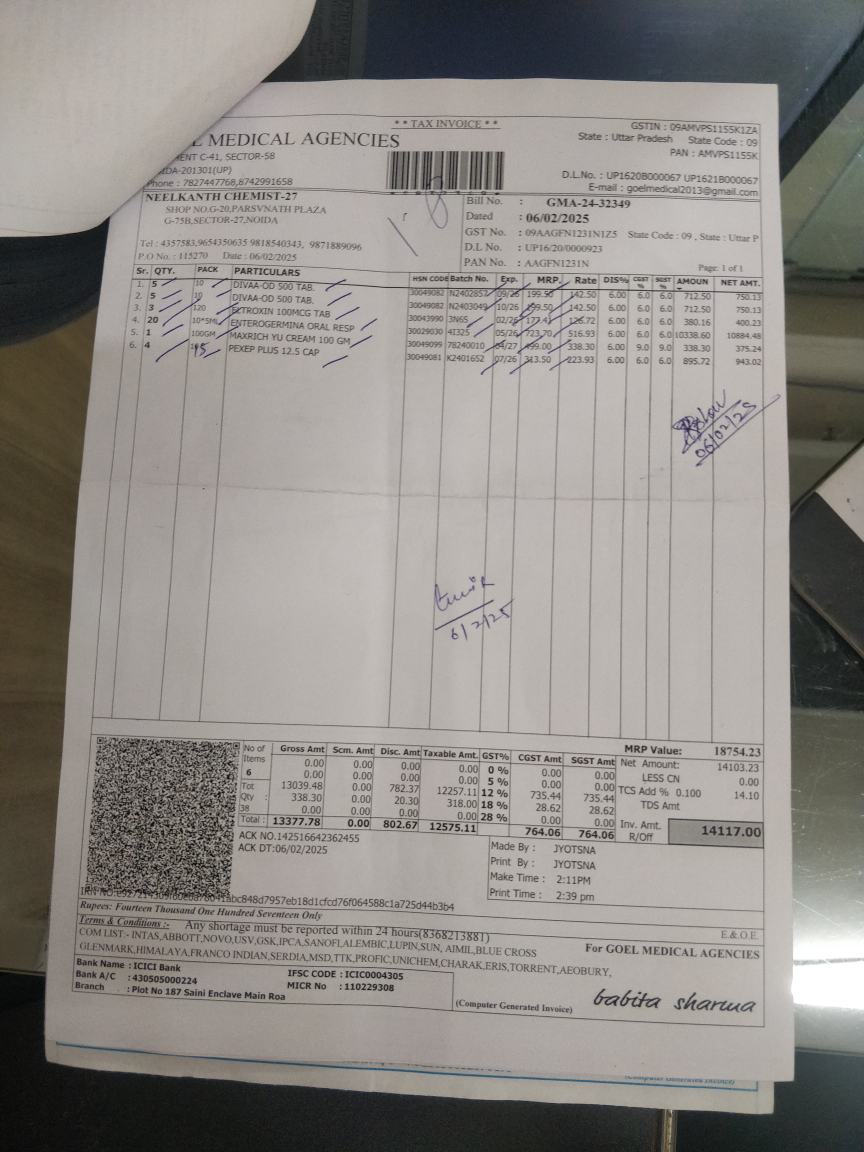 * * TAX INVOICE * *
GSTIN : 09AMVPS1155K1ZA
State : Uttar Pradesh State Code : 09
PAN : AMVPS1155K
EL MEDICAL AGENCIES
MENT C-41, SECTOR-58
IDA-201301(UP)
Phone : 7827447768,8742991658
D.L.No. : UP1620B000067 UP1621B000067
E-mail : goelmedical2013@gmail.com
NEELKANTH CHEMIST-27
SHOP NO.G-20,PARSVNATH PLAZA
G-75B,SECTOR-27,NOIDA
Tel : 4357583,9654350635 9818540343, 9871889096
P.O No. : 115270 Date : 06/02/2025
Bill No. : GMA-24-32349
Dated : 06/02/2025
GST No. : 09AAGFN1231N1Z5 State Code : 09 , State : Uttar P
D.L No. : UP16/20/0000923
PAN No. : AAGFN1231N
Page: 1 of 1
Sr. QTY. PACK PARTICULARS HSN CODE Batch No. Exp. MRP. Rate DIS% CGST % SGST % AMOUN NET AMT.
1. 5 10 DIVAA-OD 500 TAB. 30049082 N2402857 09/26 199.50 142.50 6.00 6.0 6.0 712.50 750.13
2. 5 10 DIVAA-OD 500 TAB. 30049082 N2403049 10/26 199.50 142.50 6.00 6.0 6.0 712.50 750.13
3. 3 120 ELTROXIN 100MCG TAB 30043990 3N65 02/26 177.41 126.72 6.00 6.0 6.0 380.16 400.23
4. 20 10*5ML ENTEROGERMINA ORAL RESP 30029030 4I325 05/26 723.70 516.93 6.00 6.0 6.0 10338.60 10884.48
5. 1 100GM MAXRICH YU CREAM 100 GM 30049099 78240010 04/27 499.00 338.30 6.00 9.0 9.0 338.30 375.24
6. 4 15 PEXEP PLUS 12.5 CAP 30049081 K2401652 07/26 313.50 223.93 6.00 6.0 6.0 895.72 943.02
06/02/25
6/2/25
No of Items 6
Tot Qty : 38
Gross Amt Scm. Amt Disc. Amt Taxable Amt. GST% CGST Amt SGST Amt
0.00 0.00 0.00 0.00 0 % 0.00 0.00
0.00 0.00 0.00 0.00 5 % 0.00 0.00
13039.48 0.00 782.37 12257.11 12 % 735.44 735.44
338.30 0.00 20.30 318.00 18 % 28.62 28.62
0.00 0.00 0.00 0.00 28 % 0.00 0.00
Total : 13377.78 0.00 802.67 12575.11 764.06 764.06
MRP Value: 18754.23
Net Amount: 14103.23
LESS CN 0.00
TCS Add % 0.100 14.10
TDS Amt
Inv. Amt. R/Off 14117.00
ACK NO.142516642362455
ACK DT:06/02/2025
Made By : JYOTSNA
Print By : JYOTSNA
Make Time : 2:11PM
Print Time : 2:39 pm
Rupees: Fourteen Thousand One Hundred Seventeen Only
Terms & Conditions :- Any shortage must be reported within 24 hours(8368213881)
E.& O.E.
COM LIST:- INTAS,ABBOTT,NOVO,USV,GSK,IPCA,SANOFI,ALEMBIC,LUPIN,SUN, AIMIL,BLUE CROSS
GLENMARK,HIMALAYA,FRANCO INDIAN,SERDIA,MSD,TTK,PROFIC,UNICHEM,CHARAK,ERIS,TORRENT,AEOBURY,
For GOEL MEDICAL AGENCIES
Bank Name : ICICI Bank
Bank A/C : 430505000224
Branch : Plot No 187 Saini Enclave Main Roa
IFSC CODE : ICIC0004305
MICR No : 110229308
(Computer Generated Invoice)
babita sharma
(Computer Generated Invoice)